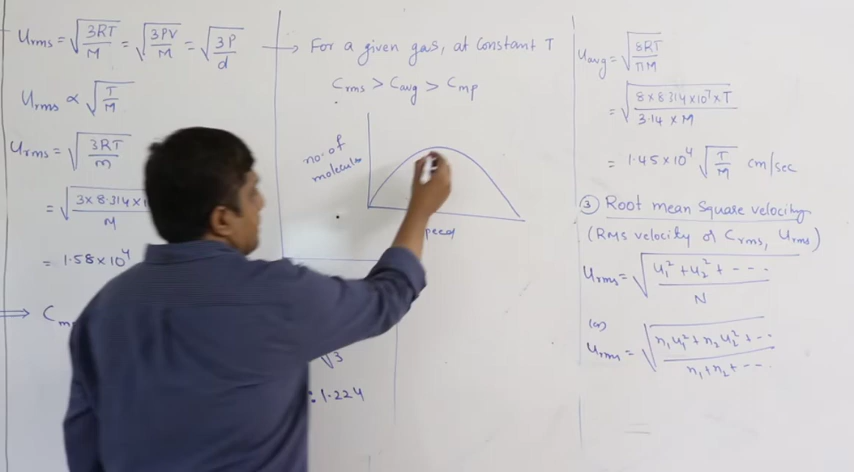 Urms = √3RT/M = √3PV/M = √3P/d
Urms ∝ √T/M
Urms = √3RT/m
= √3×8.314×1
M
= 1.58×10⁴
⟹ Cm
→ For a given gas, at Constant T
Crms > Cavg > Cmp
no. of
molecules
peed
√3
: 1.224
Uavg = √8RT/πM
= √8×8.314×10⁷×T/3.14×M
= 1.45×10⁴ √T/M cm/sec
③ Root mean Square velocity
(RMS velocity or Crms, Urms)
Urms = √u₁²+u₂²+---/N
(or)
Urms = √n₁u₁²+n₂u₂²+--/n₁+n₂+--